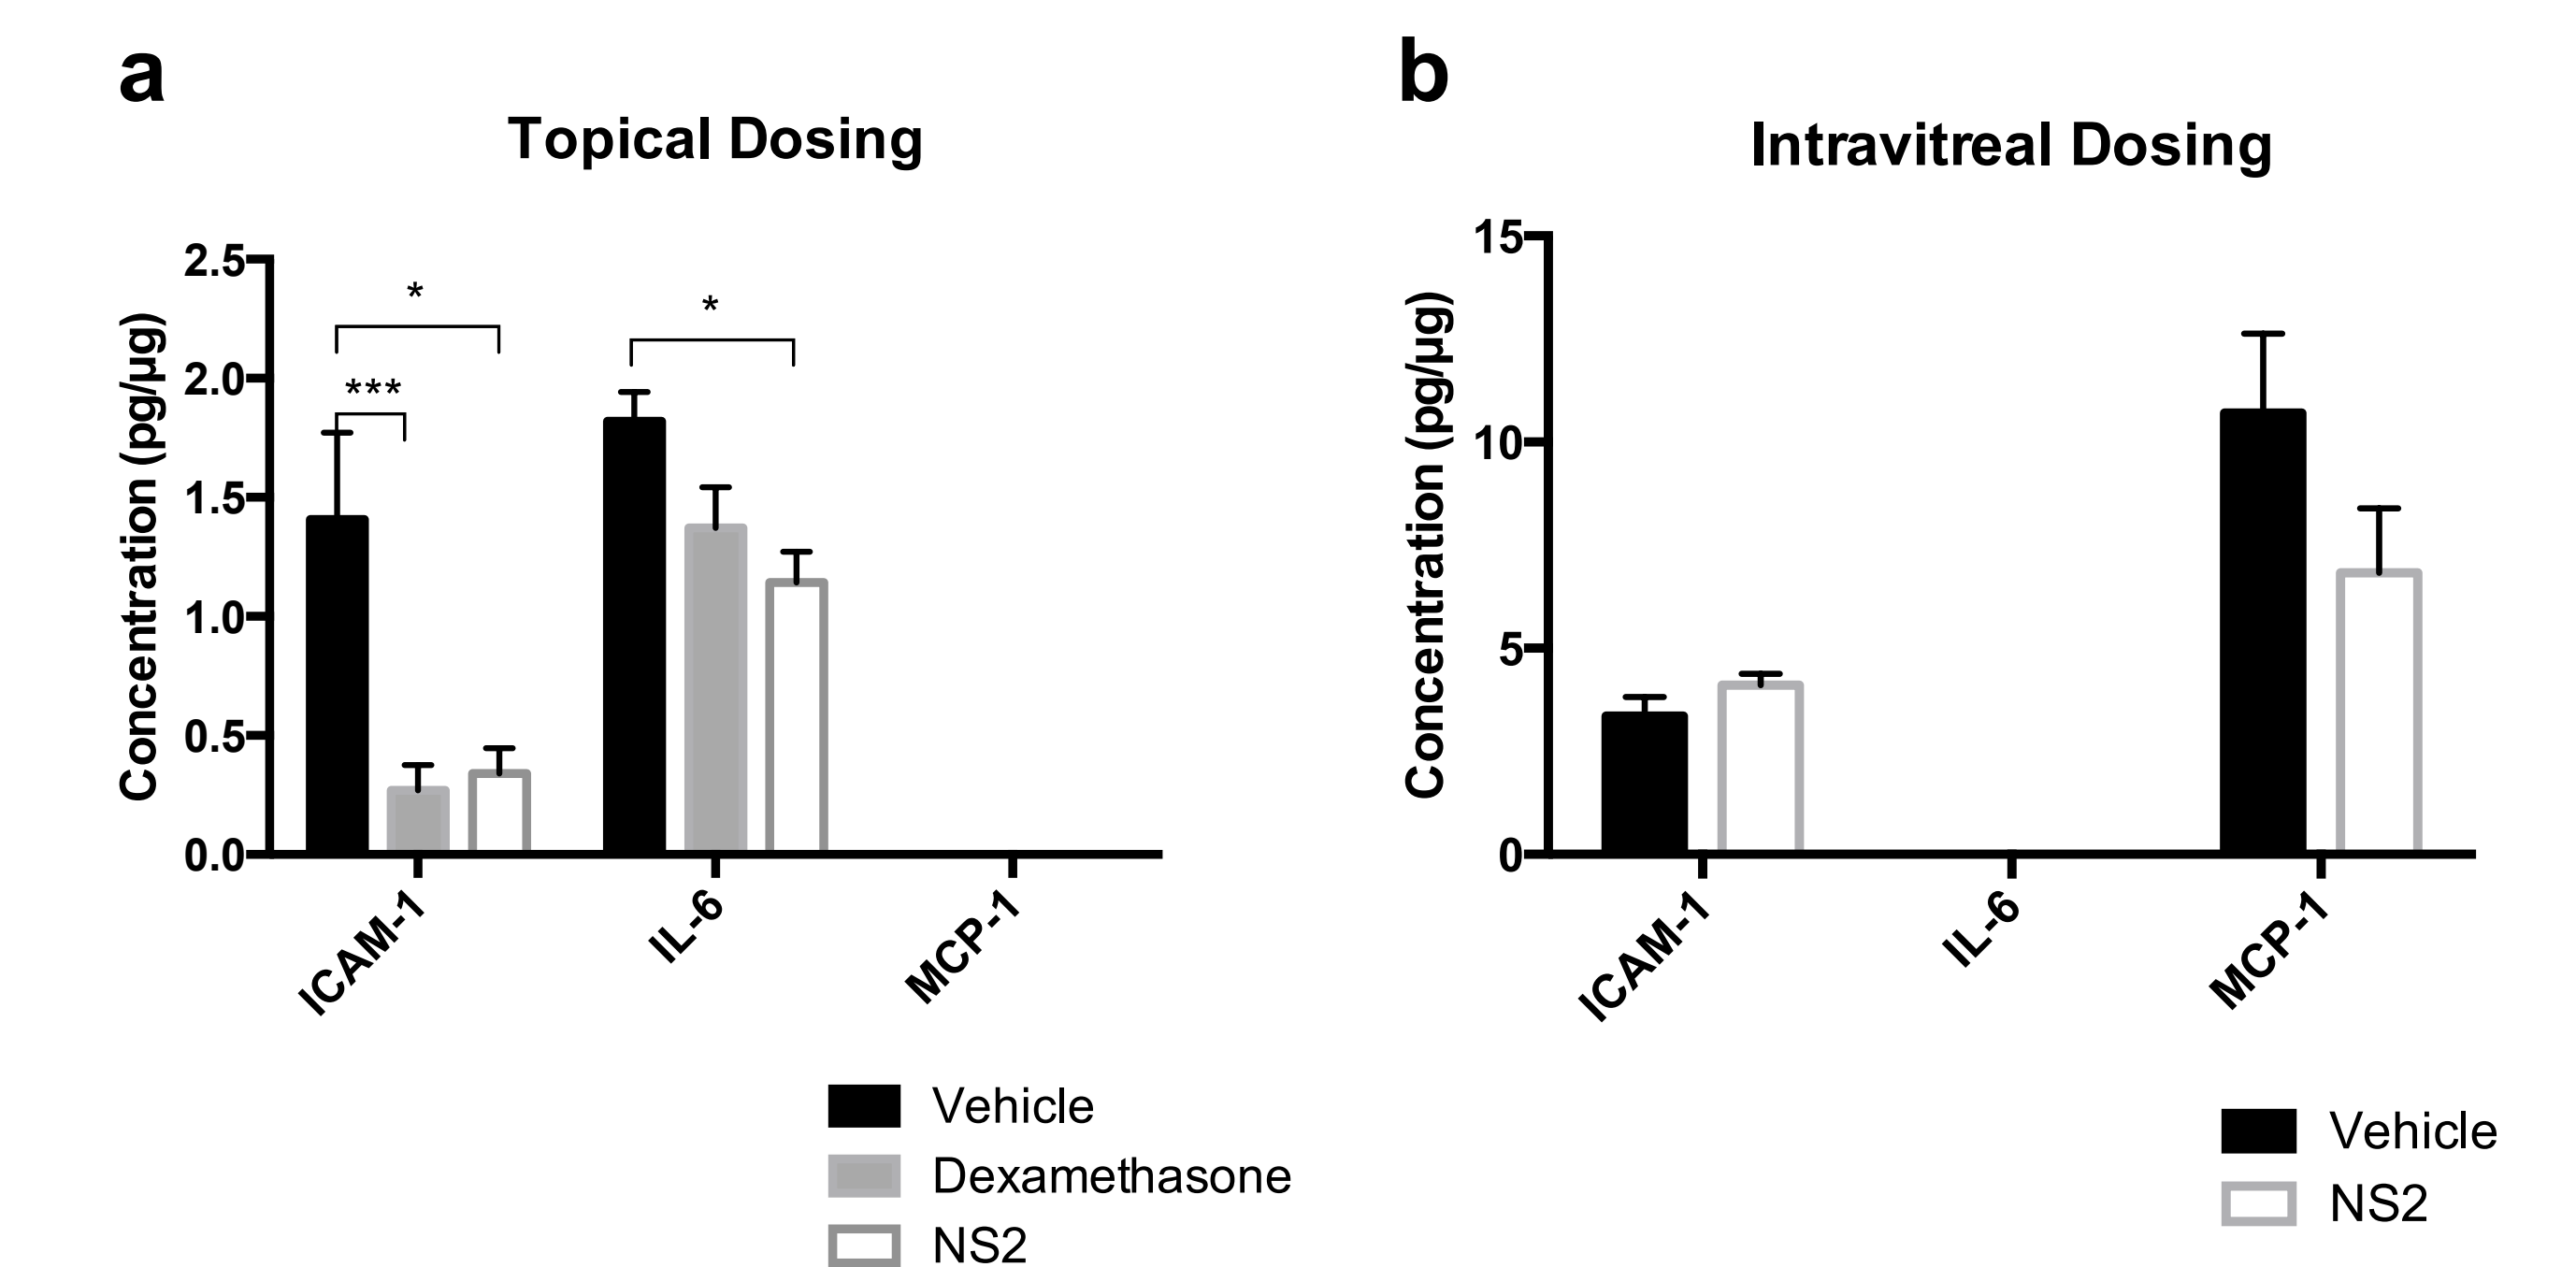 a
Topical Dosing
Concentration (pg/µg)
2.5
2.0
1.5
1.0
0.5
0.0
*
***
*
ICAM-1
IL-6
MCP-1
Vehicle
Dexamethasone
NS2
b
Intravitreal Dosing
Concentration (pg/µg)
15
10
5
0
ICAM-1
IL-6
MCP-1
Vehicle
NS2